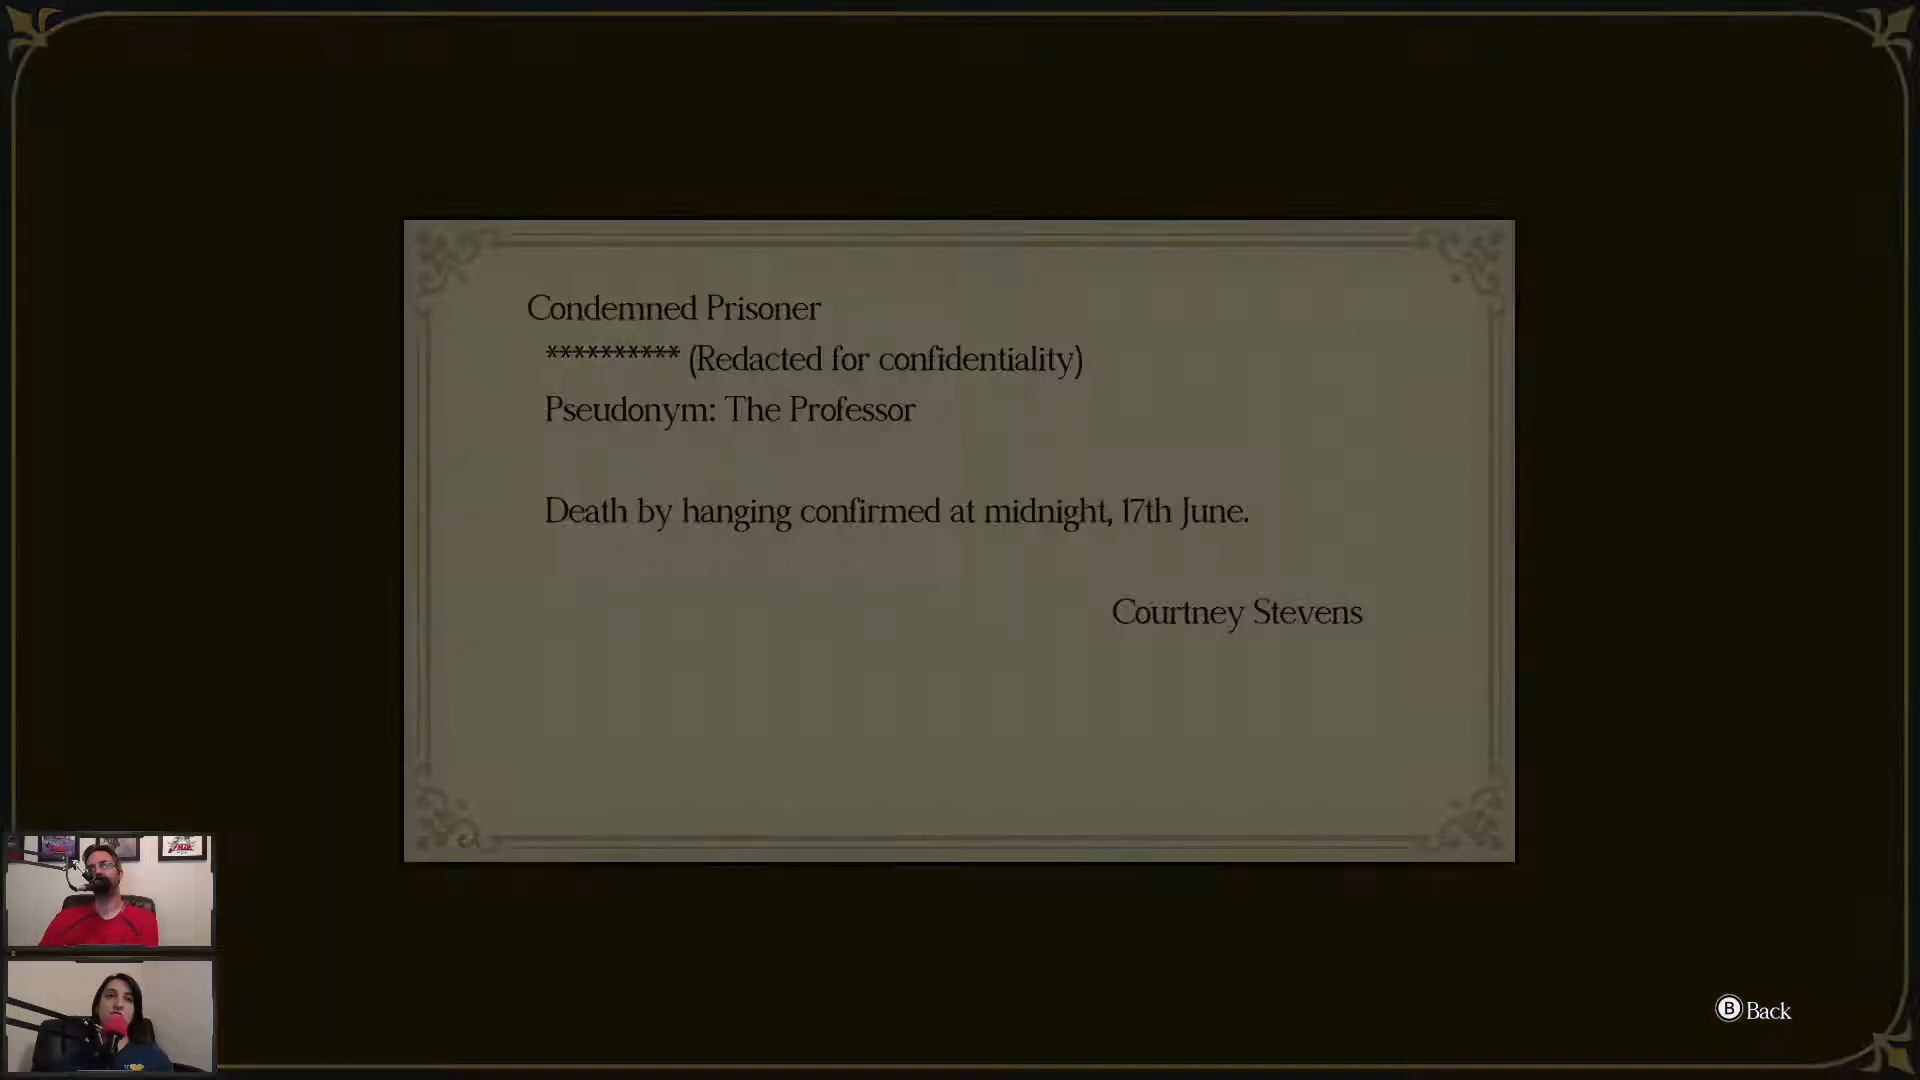 Condemned Prisoner
********** (Redacted for confidentiality)
Pseudonym: The Professor
Death by hanging confirmed at midnight, 17th June.
Courtney Stevens
B Back